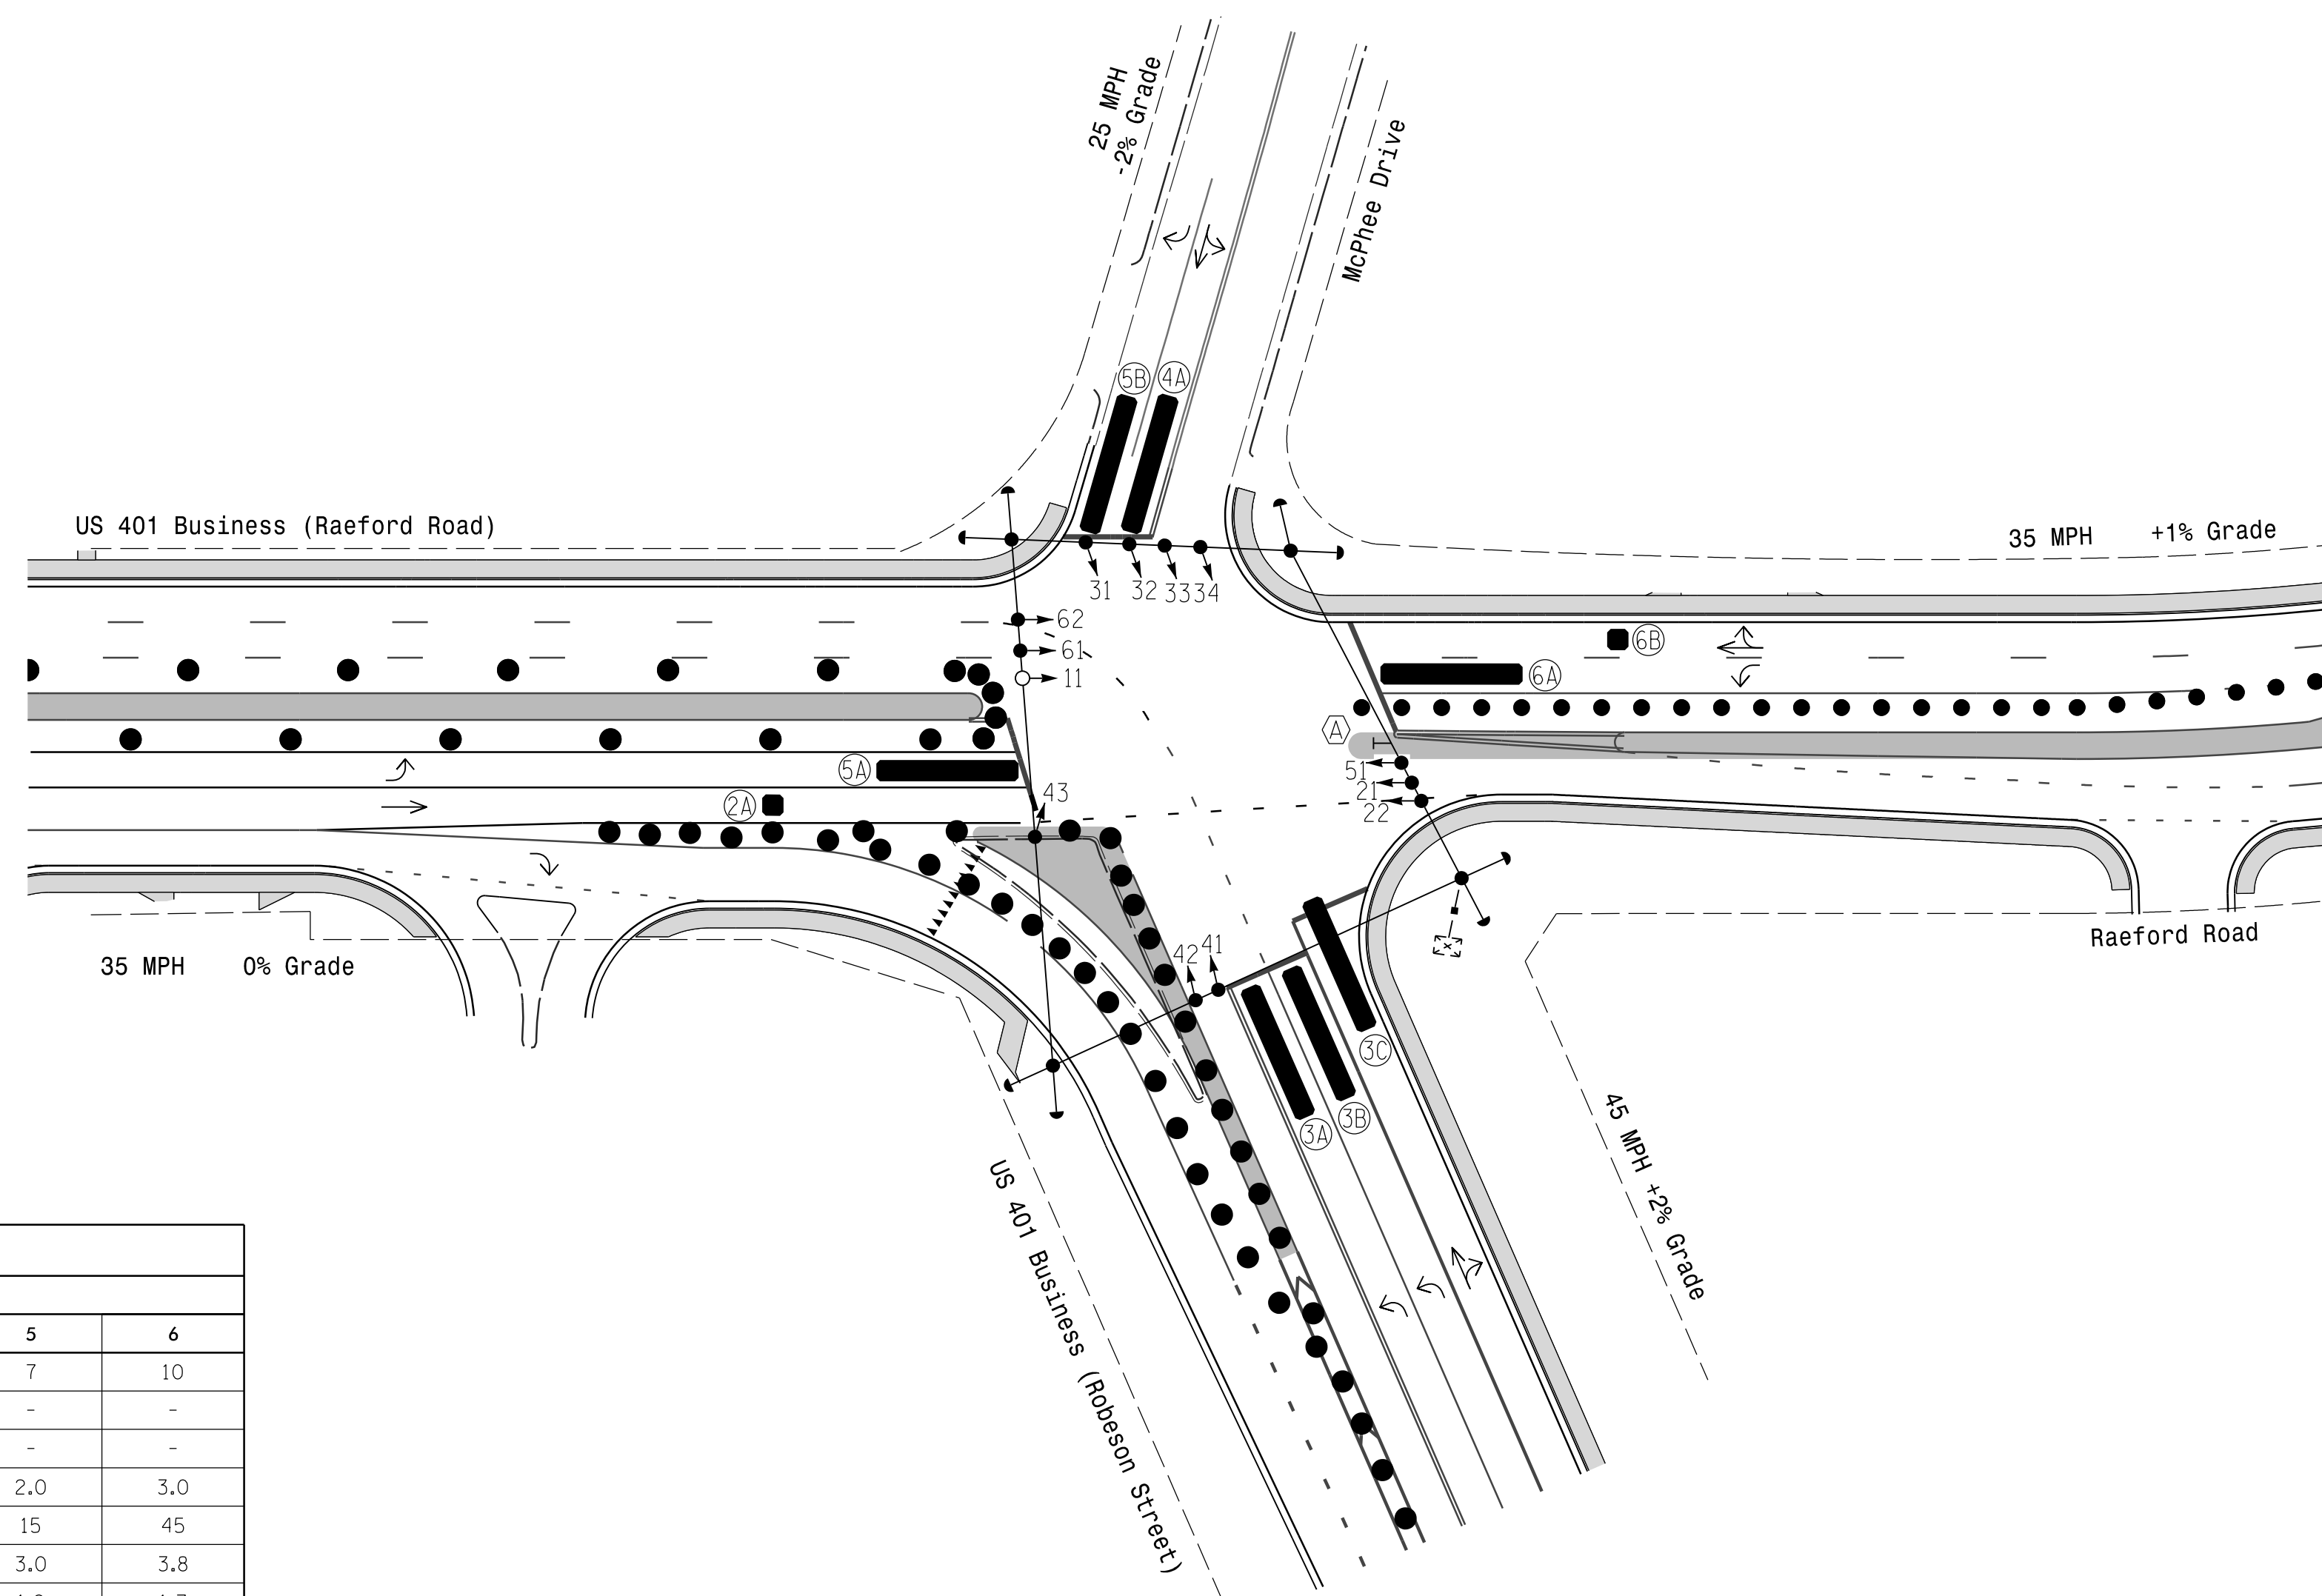 25 MPH
-2% Grade
McPhee Drive
5B 4A
US 401 Business (Raeford Road)
35 MPH +1% Grade
31 32 33 34
62
61
11
6B
6A
A
51
21
22
5A
2A
43
35 MPH 0% Grade
Raeford Road
42 41
3C
3B
3A
45 MPH +2% Grade
US 401 Business (Robeson Street)
5 6
7 10
- -
- -
2.0 3.0
15 45
3.0 3.8